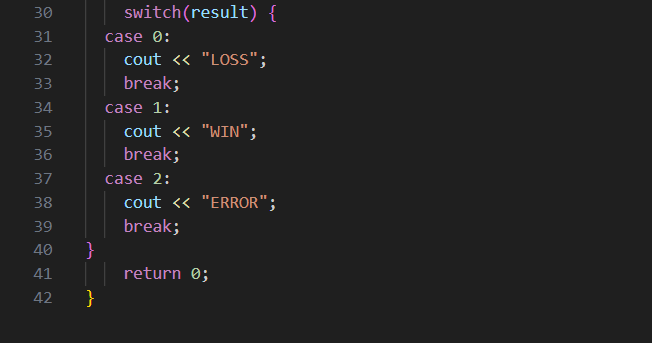 30 switch(result) {
31 case 0:
32 cout << "LOSS";
33 break;
34 case 1:
35 cout << "WIN";
36 break;
37 case 2:
38 cout << "ERROR";
39 break;
40 }
41 return 0;
42 }